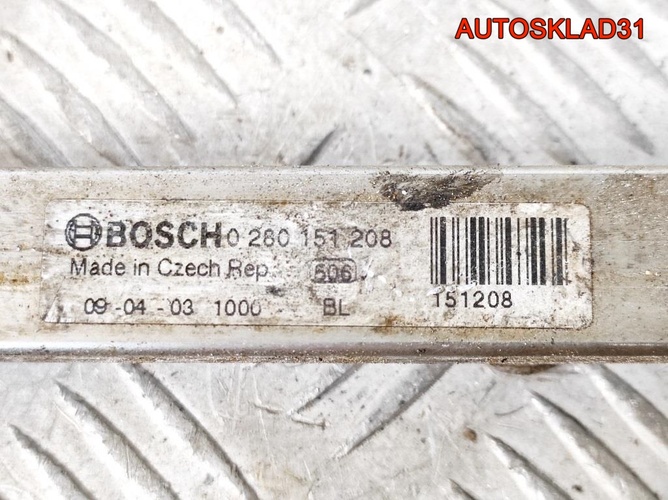 AUTOSKLAD31
BOSCH 0 280 151 208
Made in Czech Rep 506
151208
09-04-03 1000 BL